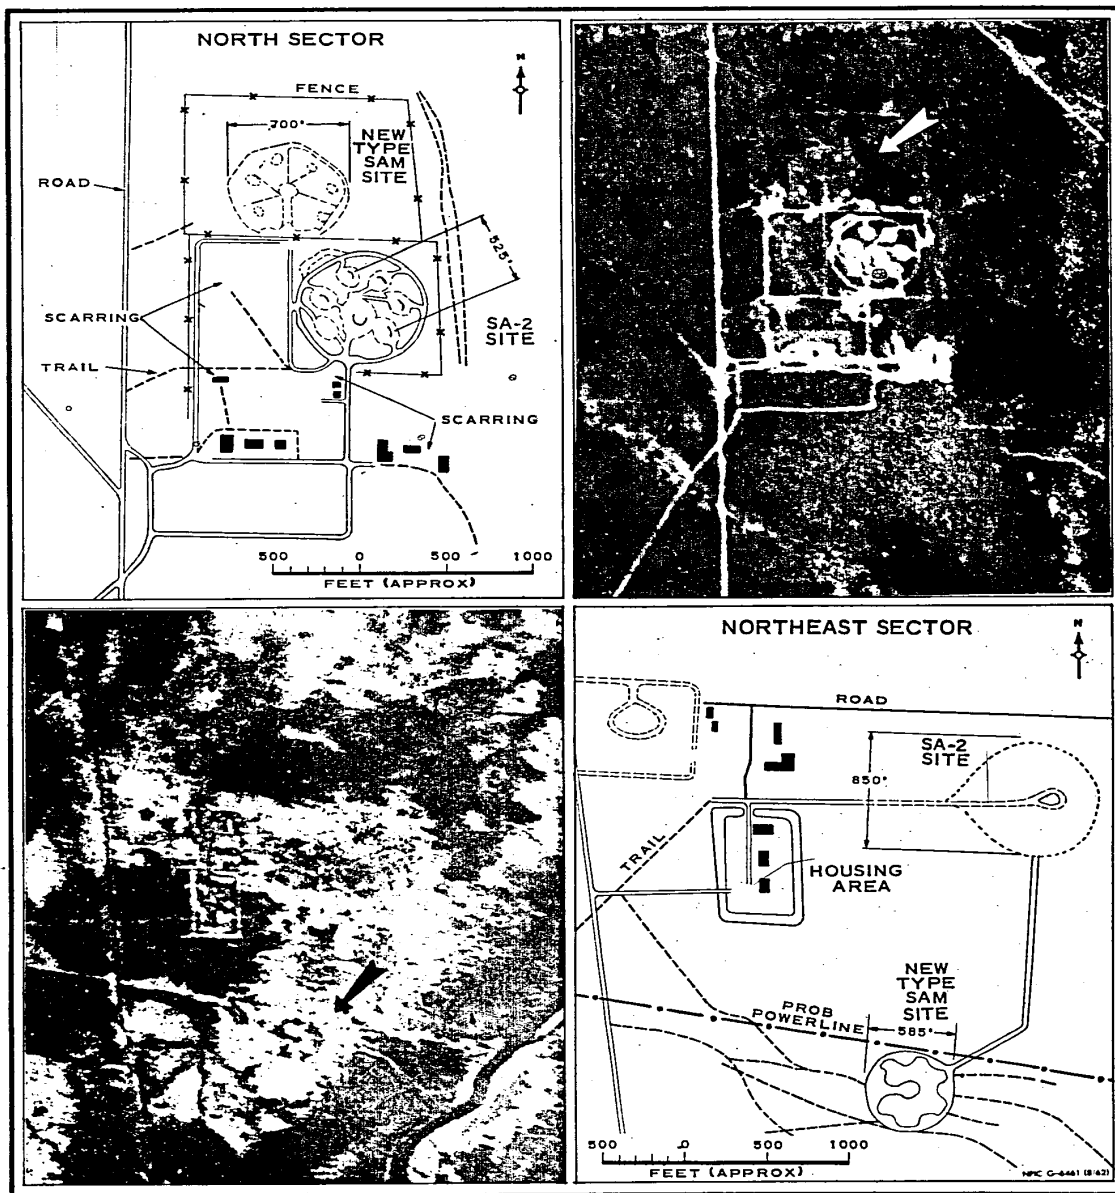 NORTH SECTOR
N
FENCE
700'
NEW
TYPE
SAM
SITE
ROAD
525'
SCARRING
SA-2
SITE
TRAIL
SCARRING
500 0 500 1000
FEET (APPROX)
NORTHEAST SECTOR
N
ROAD
SA-2
SITE
850'
TRAIL
HOUSING
AREA
NEW
TYPE
SAM
SITE
PROB
POWERLINE
585'
500 0 500 1000
FEET (APPROX)
NPIC G-6461 (8/62)